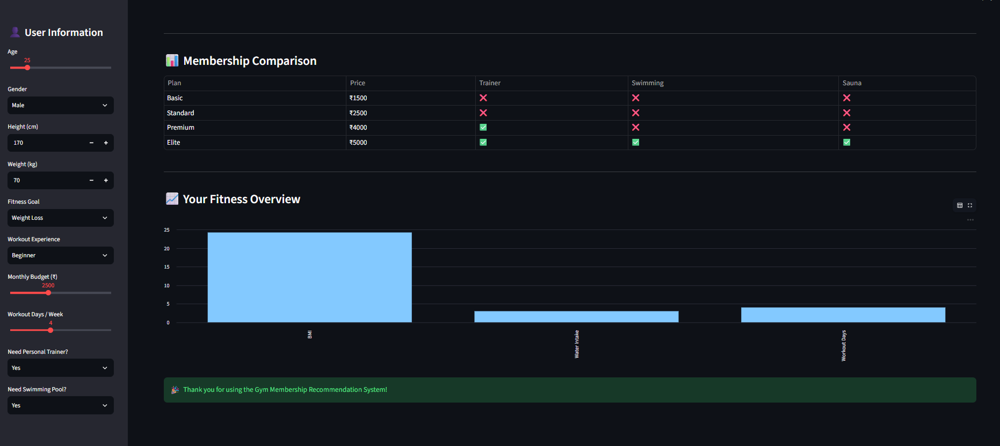 User Information
Age
25
Gender
Male
Height (cm)
170
Weight (kg)
70
Fitness Goal
Weight Loss
Workout Experience
Beginner
Monthly Budget (₹)
2500
Workout Days / Week
4
Need Personal Trainer?
Yes
Need Swimming Pool?
Yes
Membership Comparison
Plan Price Trainer Swimming Sauna
Basic ₹1500 ❌ ❌ ❌
Standard ₹2500 ❌ ❌ ❌
Premium ₹4000 ✅ ❌ ❌
Elite ₹5000 ✅ ✅ ✅
Your Fitness Overview
25
20
15
10
5
0
BMI
Water Intake
Workout Days
Thank you for using the Gym Membership Recommendation System!